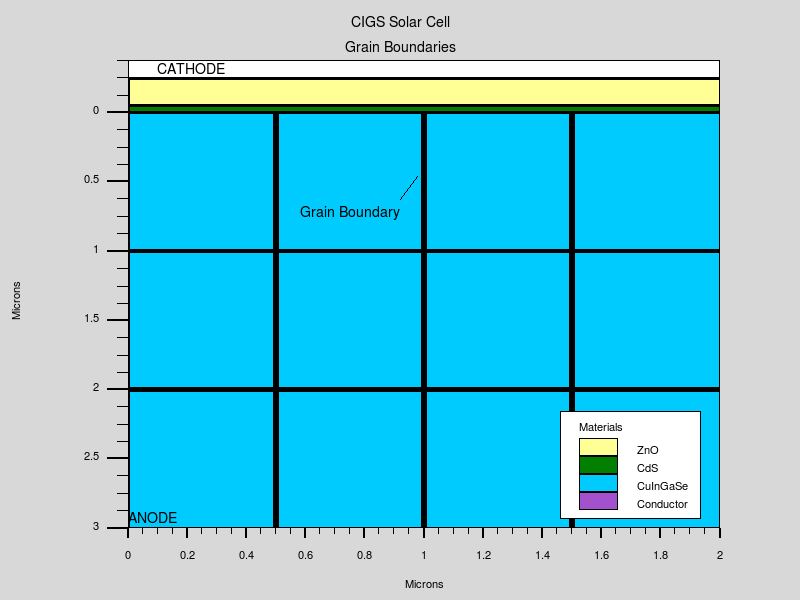 CIGS Solar Cell
Grain Boundaries
CATHODE
0
0.5
Grain Boundary
1
Microns
1.5
2
Materials
ZnO
2.5
CdS
CuInGaSe
Conductor
ANODE
3
0
0.2
0.4
0.6
0.8
1
1.2
1.4
1.6
1.8
2
Microns